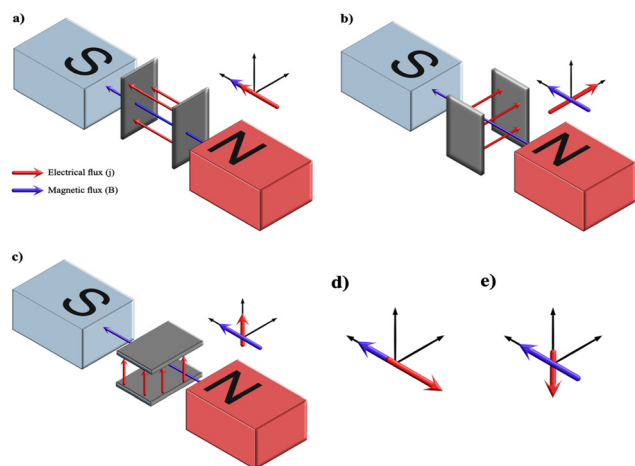 a)
S
N
Electrical flux (j)
Magnetic flux (B)
b)
S
N
c)
S
N
d)
e)